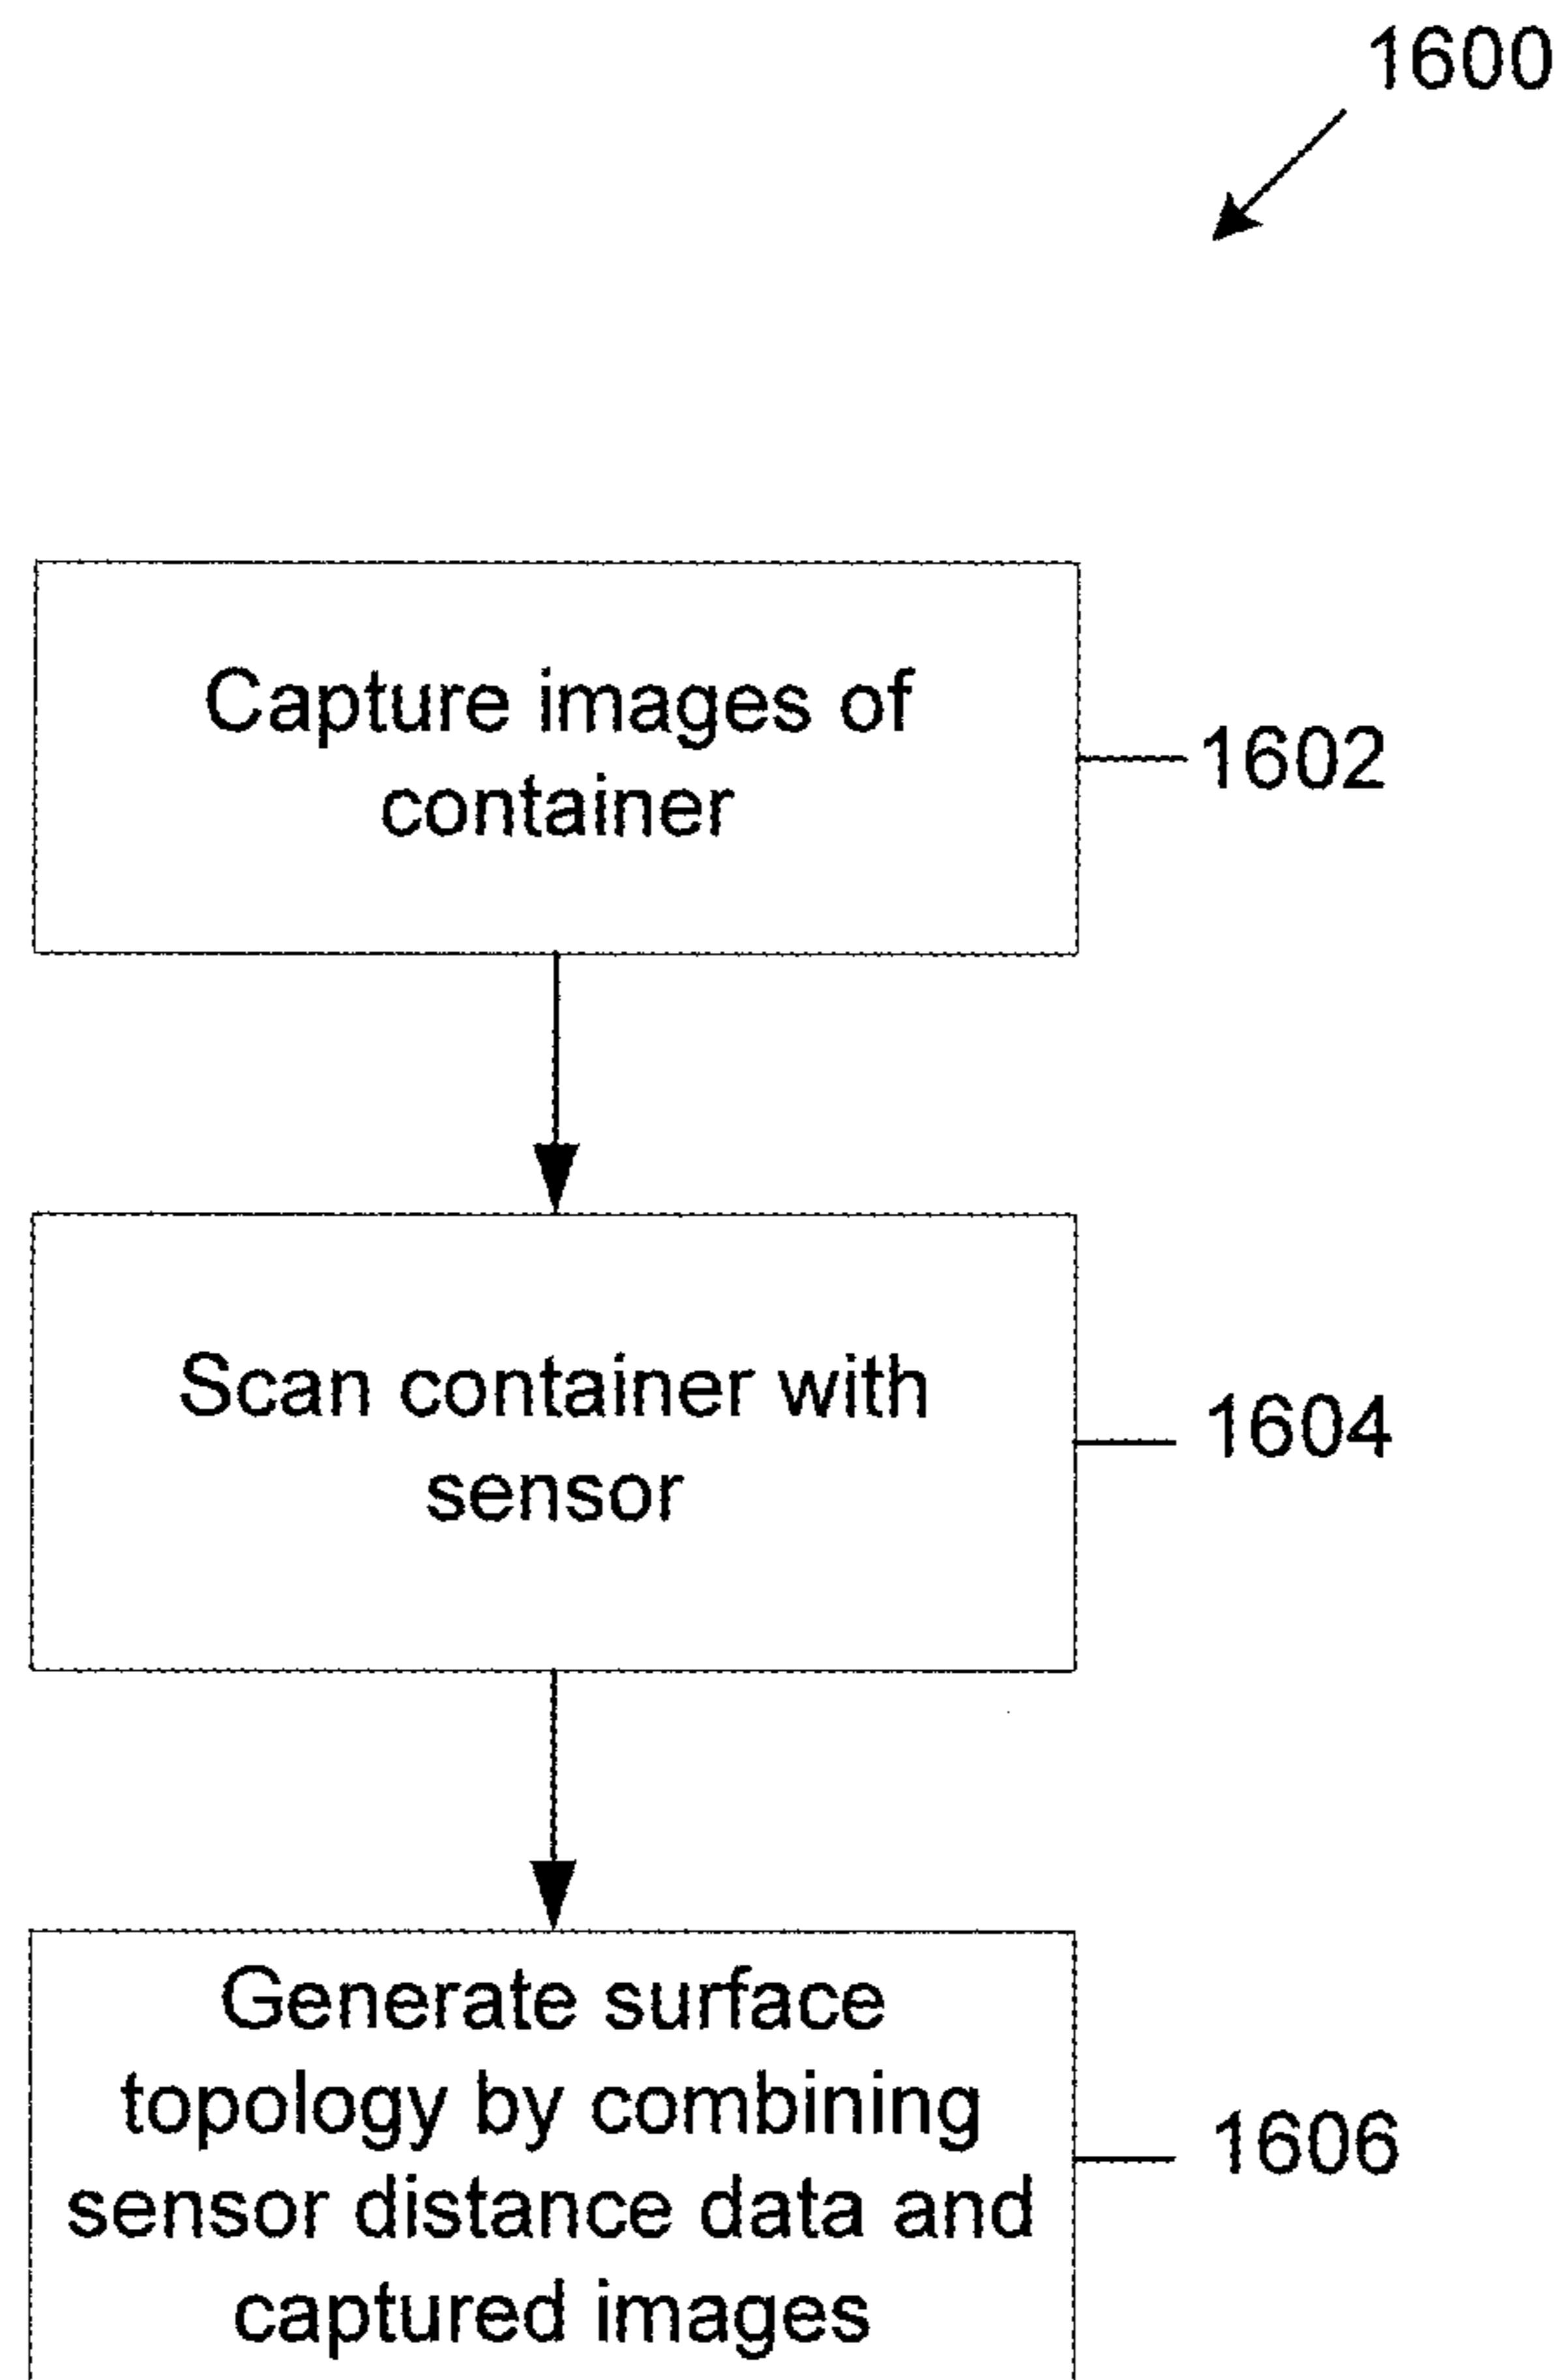 1600
Capture images of
container
1602
Scan container with
sensor
1604
Generate surface
topology by combining
sensor distance data and
captured images
1606